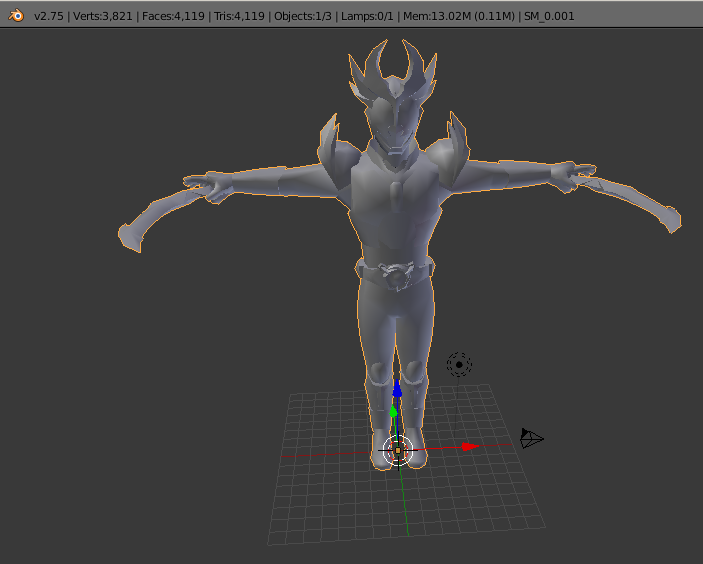 v2.75 | Verts:3,821 | Faces:4,119 | Tris:4,119 | Objects:1/3 | Lamps:0/1 | Mem:13.02M (0.11M) | SM_0.001